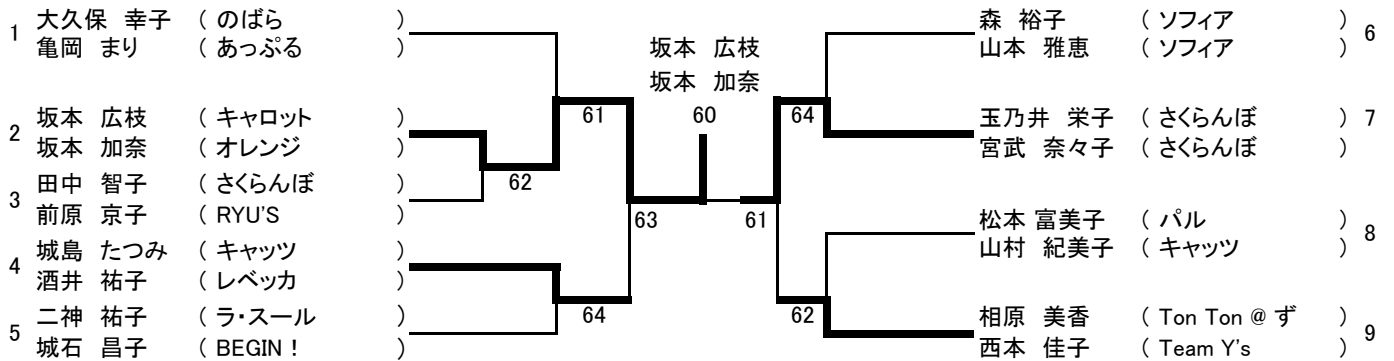 1 大久保 幸子 ( のばら )
亀岡 まり ( あっぷる )
2 坂本 広枝 ( キャロット )
坂本 加奈 ( オレンジ )
3 田中 智子 ( さくらんぼ )
前原 京子 ( RYU'S )
4 城島 たつみ ( キャッツ )
酒井 祐子 ( レベッカ )
5 二神 祐子 ( ラ・スール )
城石 昌子 ( BEGIN ! )
61
62
63
64
坂本 広枝
坂本 加奈
60
64
61
62
森 裕子 ( ソフィア ) 6
山本 雅恵 ( ソフィア )
玉乃井 栄子 ( さくらんぼ ) 7
宮武 奈々子 ( さくらんぼ )
松本 富美子 ( パル ) 8
山村 紀美子 ( キャッツ )
相原 美香 ( Ton Ton @ ず ) 9
西本 佳子 ( Team Y's )